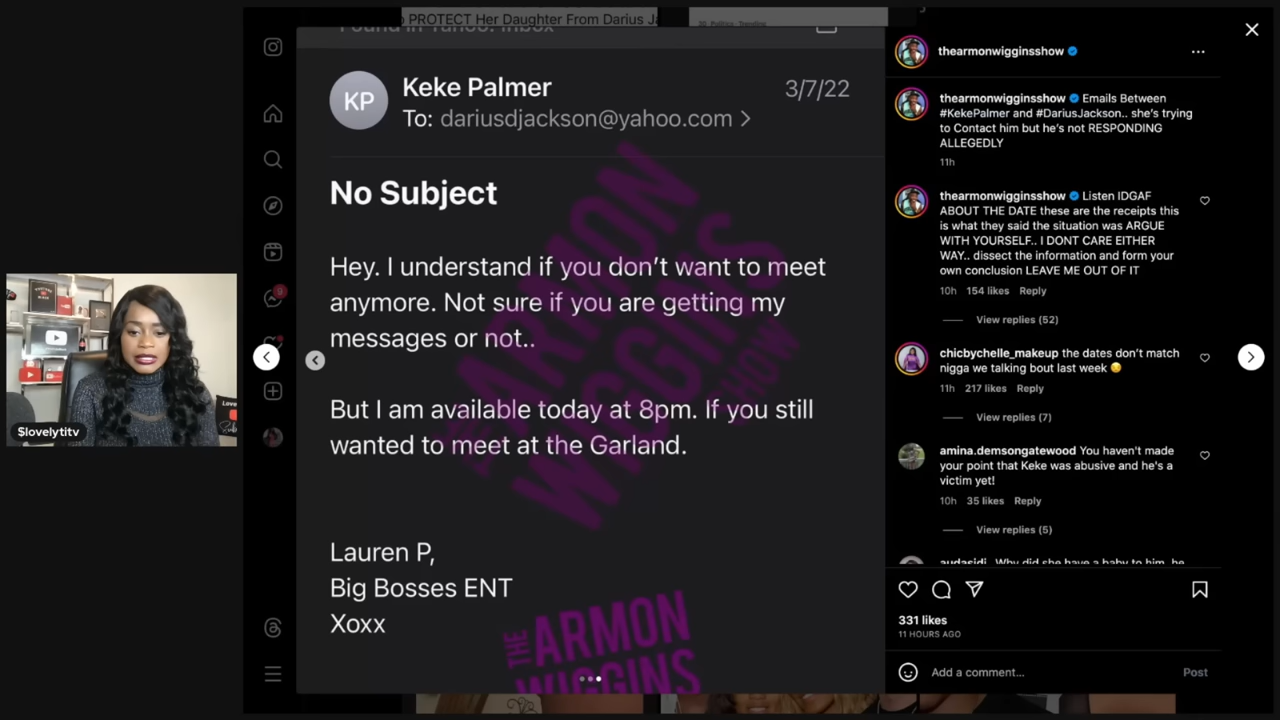 PROTECT Her Daughter From Darius
Found in Yahoo! Inbox
KP
Keke Palmer
3/7/22
To: dariusdjackson@yahoo.com
No Subject
Hey. I understand if you don’t want to meet
anymore. Not sure if you are getting my
messages or not..
But I am available today at 8pm. If you still
wanted to meet at the Garland.
Lauren P,
Big Bosses ENT
Xoxx
THE
ARMON
WIGGINS
SHOW
THE
ARMON
WIGGINS
$lovelytitv
9
thearmonwigginsshow
thearmonwigginsshow Emails Between
#KekePalmer and #DariusJackson.. she's trying
to Contact him but he's not RESPONDING
ALLEGEDLY
11h
thearmonwigginsshow Listen IDGAF
ABOUT THE DATE these are the receipts this
is what they said the situation was ARGUE
WITH YOURSELF.. I DONT CARE EITHER
WAY.. dissect the information and form your
own conclusion LEAVE ME OUT OF IT
10h 154 likes Reply
View replies (52)
chicbychelle_makeup the dates don’t match
nigga we talking bout last week 😏
11h 217 likes Reply
View replies (7)
amina.demsongatewood You haven't made
your point that Keke was abusive and he's a
victim yet!
10h 35 likes Reply
View replies (5)
Why did she have a baby to him, he
331 likes
11 HOURS AGO
Add a comment...
Post